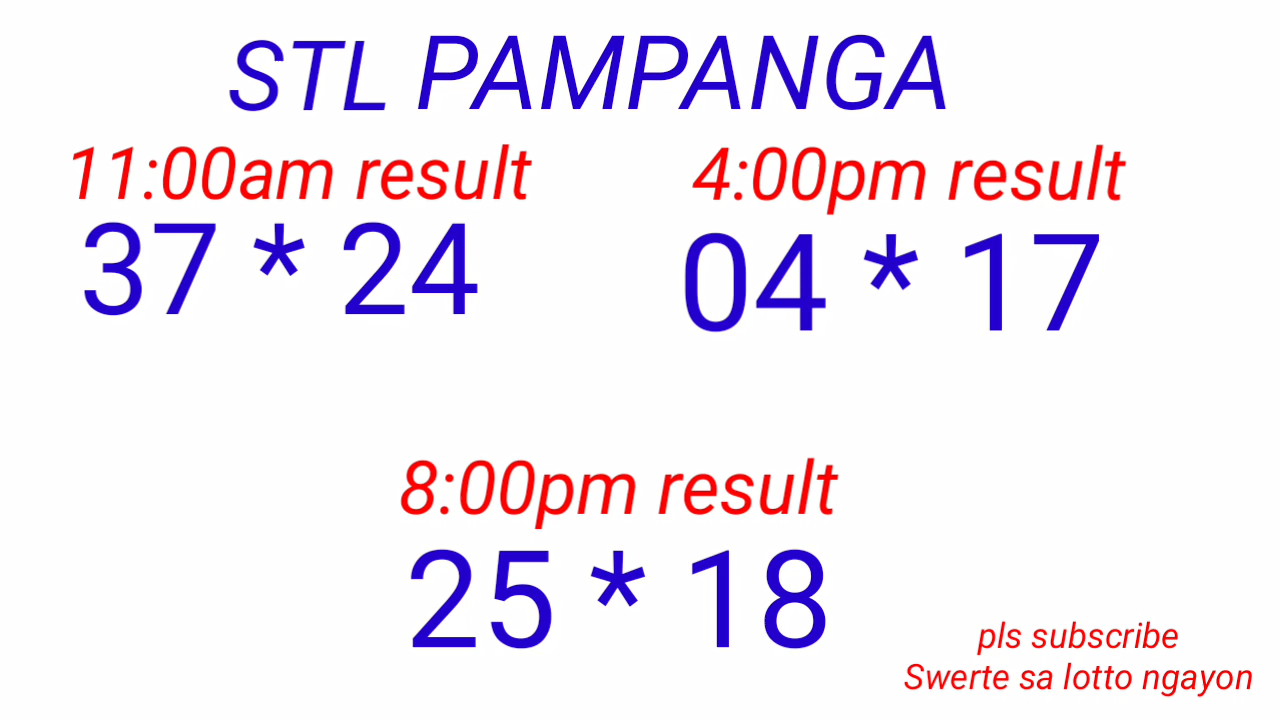 STL PAMPANGA
11:00am result
37 * 24
4:00pm result
04 * 17
8:00pm result
25 * 18
pls subscribe
Swerte sa lotto ngayon